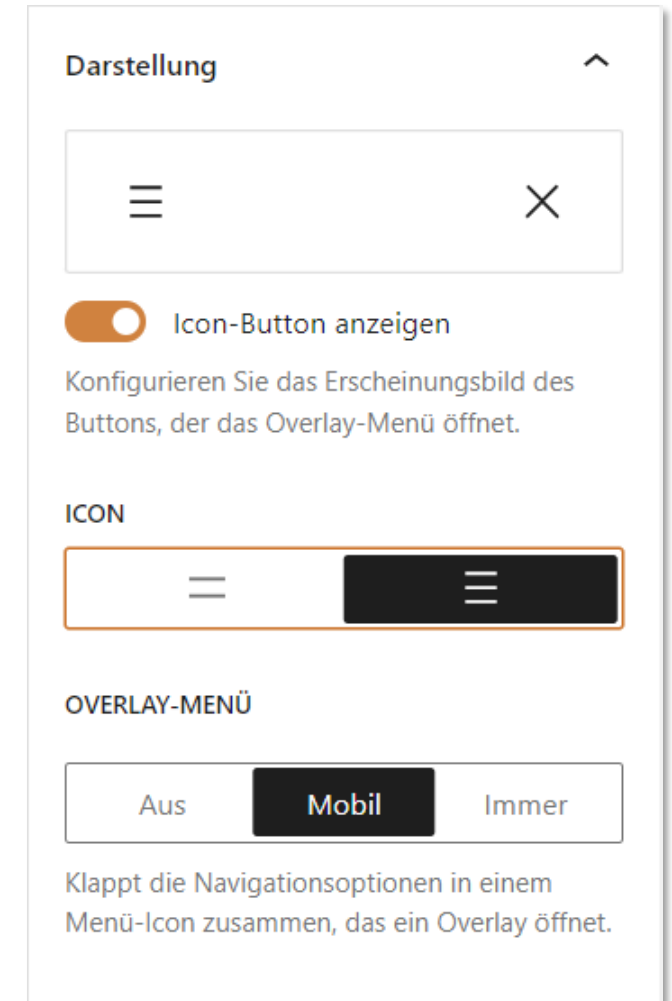 Darstellung
Icon-Button anzeigen
Konfigurieren Sie das Erscheinungsbild des
Buttons, der das Overlay-Menü öffnet.
ICON
OVERLAY-MENÜ
Aus Mobil Immer
Klappt die Navigationsoptionen in einem
Menü-Icon zusammen, das ein Overlay öffnet.